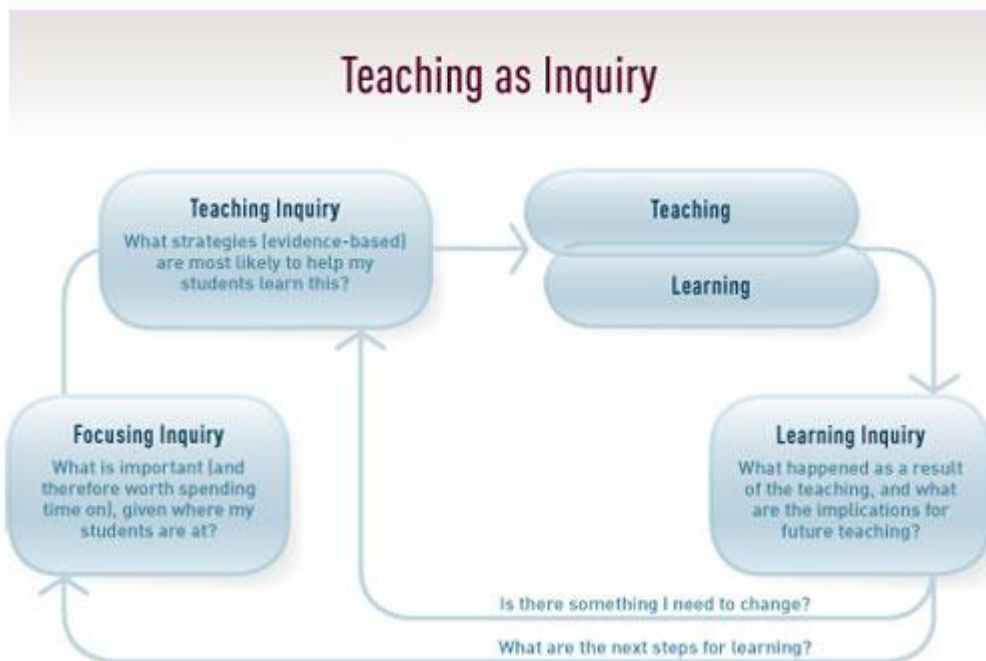 Teaching as Inquiry
Teaching Inquiry
What strategies (evidence-based)
are most likely to help my
students learn this?
Teaching
Learning
Focusing Inquiry
What is important (and
therefore worth spending
time on), given where my
students are at?
Learning Inquiry
What happened as a result
of the teaching, and what
are the implications for
future teaching?
Is there something I need to change?
What are the next steps for learning?